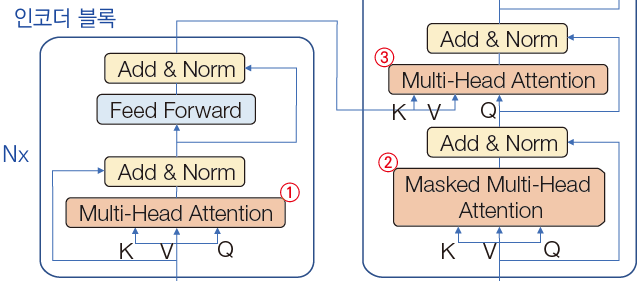 인코더 블록
Add & Norm
Feed Forward
Nx
Add & Norm
①
Multi-Head Attention
K V Q
Add & Norm
③
Multi-Head Attention
K V Q
Add & Norm
②
Masked Multi-Head
Attention
K V Q